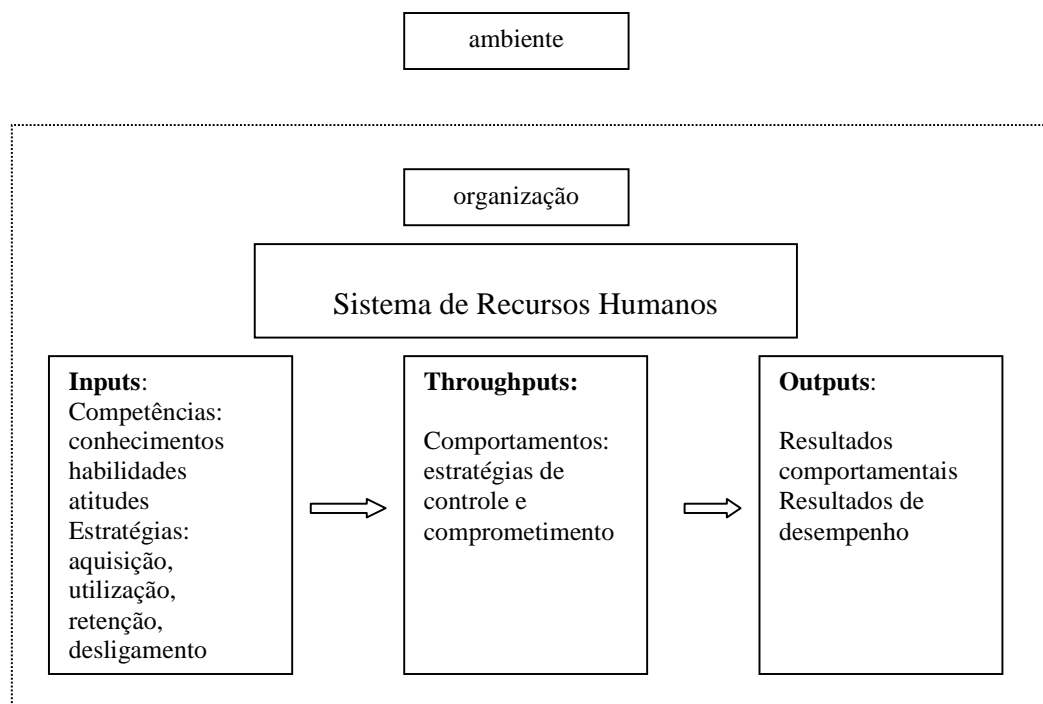 ambiente
organização
Sistema de Recursos Humanos
Inputs:
Competências:
conhecimentos
habilidades
atitudes
Estratégias:
aquisição,
utilização,
retenção,
desligamento
Throughputs:
Comportamentos:
estratégias de
controle e
comprometimento
Outputs:
Resultados
comportamentais
Resultados de
desempenho